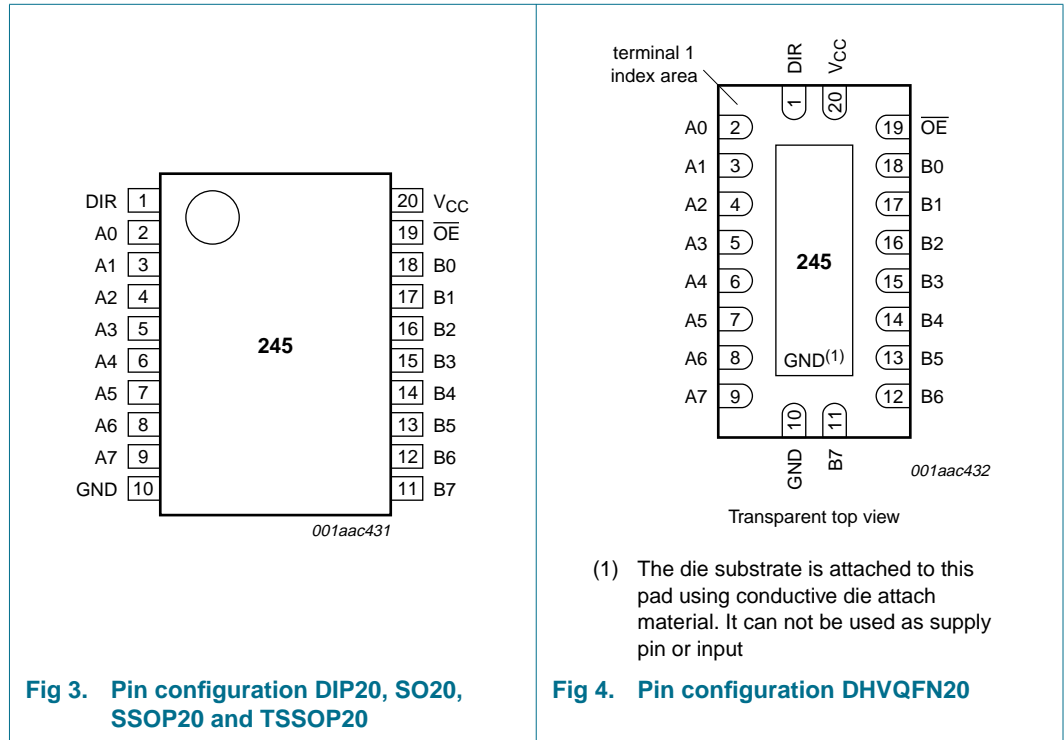 DIR 1 20 VCC
A0 2 19 OE
A1 3 18 B0
A2 4 17 B1
A3 5 16 B2
A4 6 15 B3
A5 7 14 B4
A6 8 13 B5
A7 9 12 B6
GND 10 11 B7
245
001aac431
Fig 3. Pin configuration DIP20, SO20,
SSOP20 and TSSOP20
terminal 1
index area
DIR VCC
1 20
A0 2 19 OE
A1 3 18 B0
A2 4 17 B1
A3 5 16 B2
A4 6 15 B3
A5 7 14 B4
A6 8 13 B5
A7 9 12 B6
245
GND(1)
10 11
GND B7
001aac432
Transparent top view
(1) The die substrate is attached to this
pad using conductive die attach
material. It can not be used as supply
pin or input
Fig 4. Pin configuration DHVQFN20